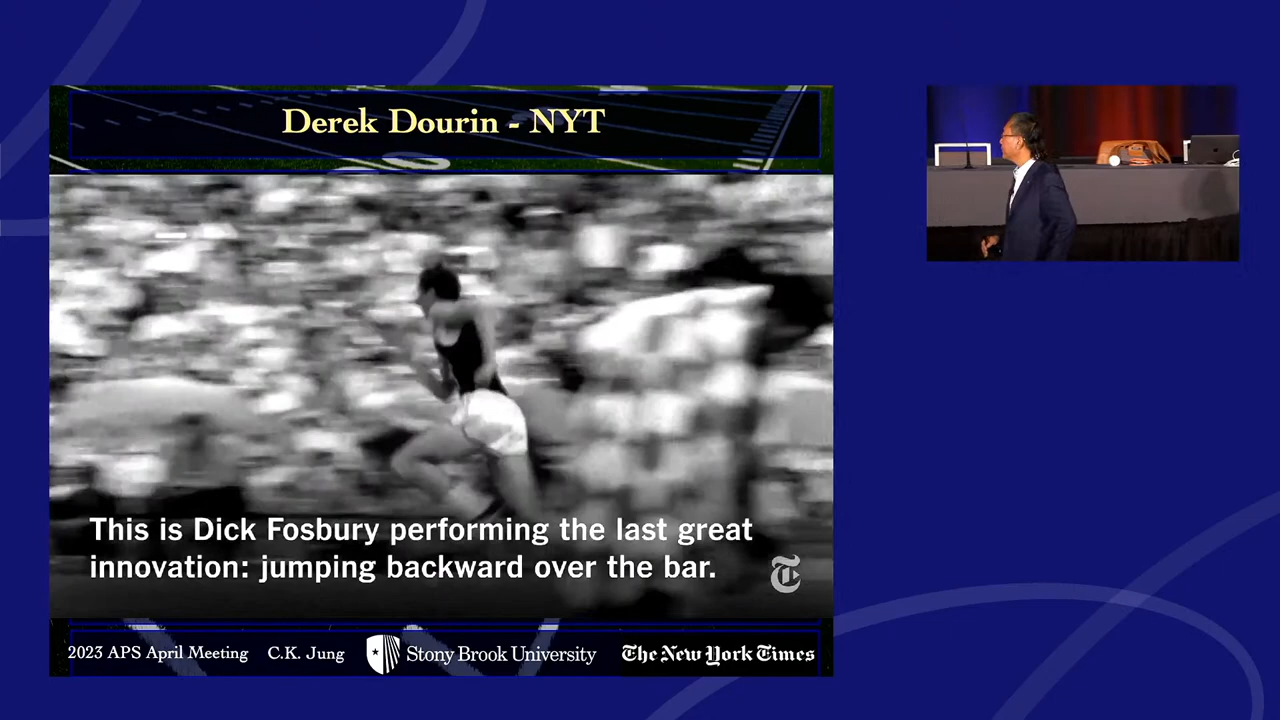 Derek Dourin - NYT
This is Dick Fosbury performing the last great
innovation: jumping backward over the bar.
T
2023 APS April Meeting C.K. Jung Stony Brook University The New York Times